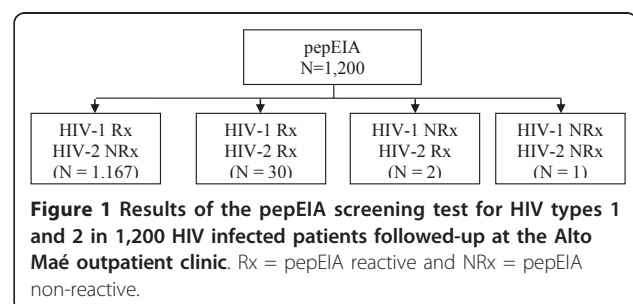 pepEIA
N=1,200
HIV-1 Rx
HIV-2 NRx
(N = 1,167)
HIV-1 Rx
HIV-2 Rx
(N = 30)
HIV-1 NRx
HIV-2 Rx
(N = 2)
HIV-1 NRx
HIV-2 NRx
(N = 1)
Figure 1 Results of the pepEIA screening test for HIV types 1
and 2 in 1,200 HIV infected patients followed-up at the Alto
Maé outpatient clinic. Rx = pepEIA reactive and NRx = pepEIA
non-reactive.